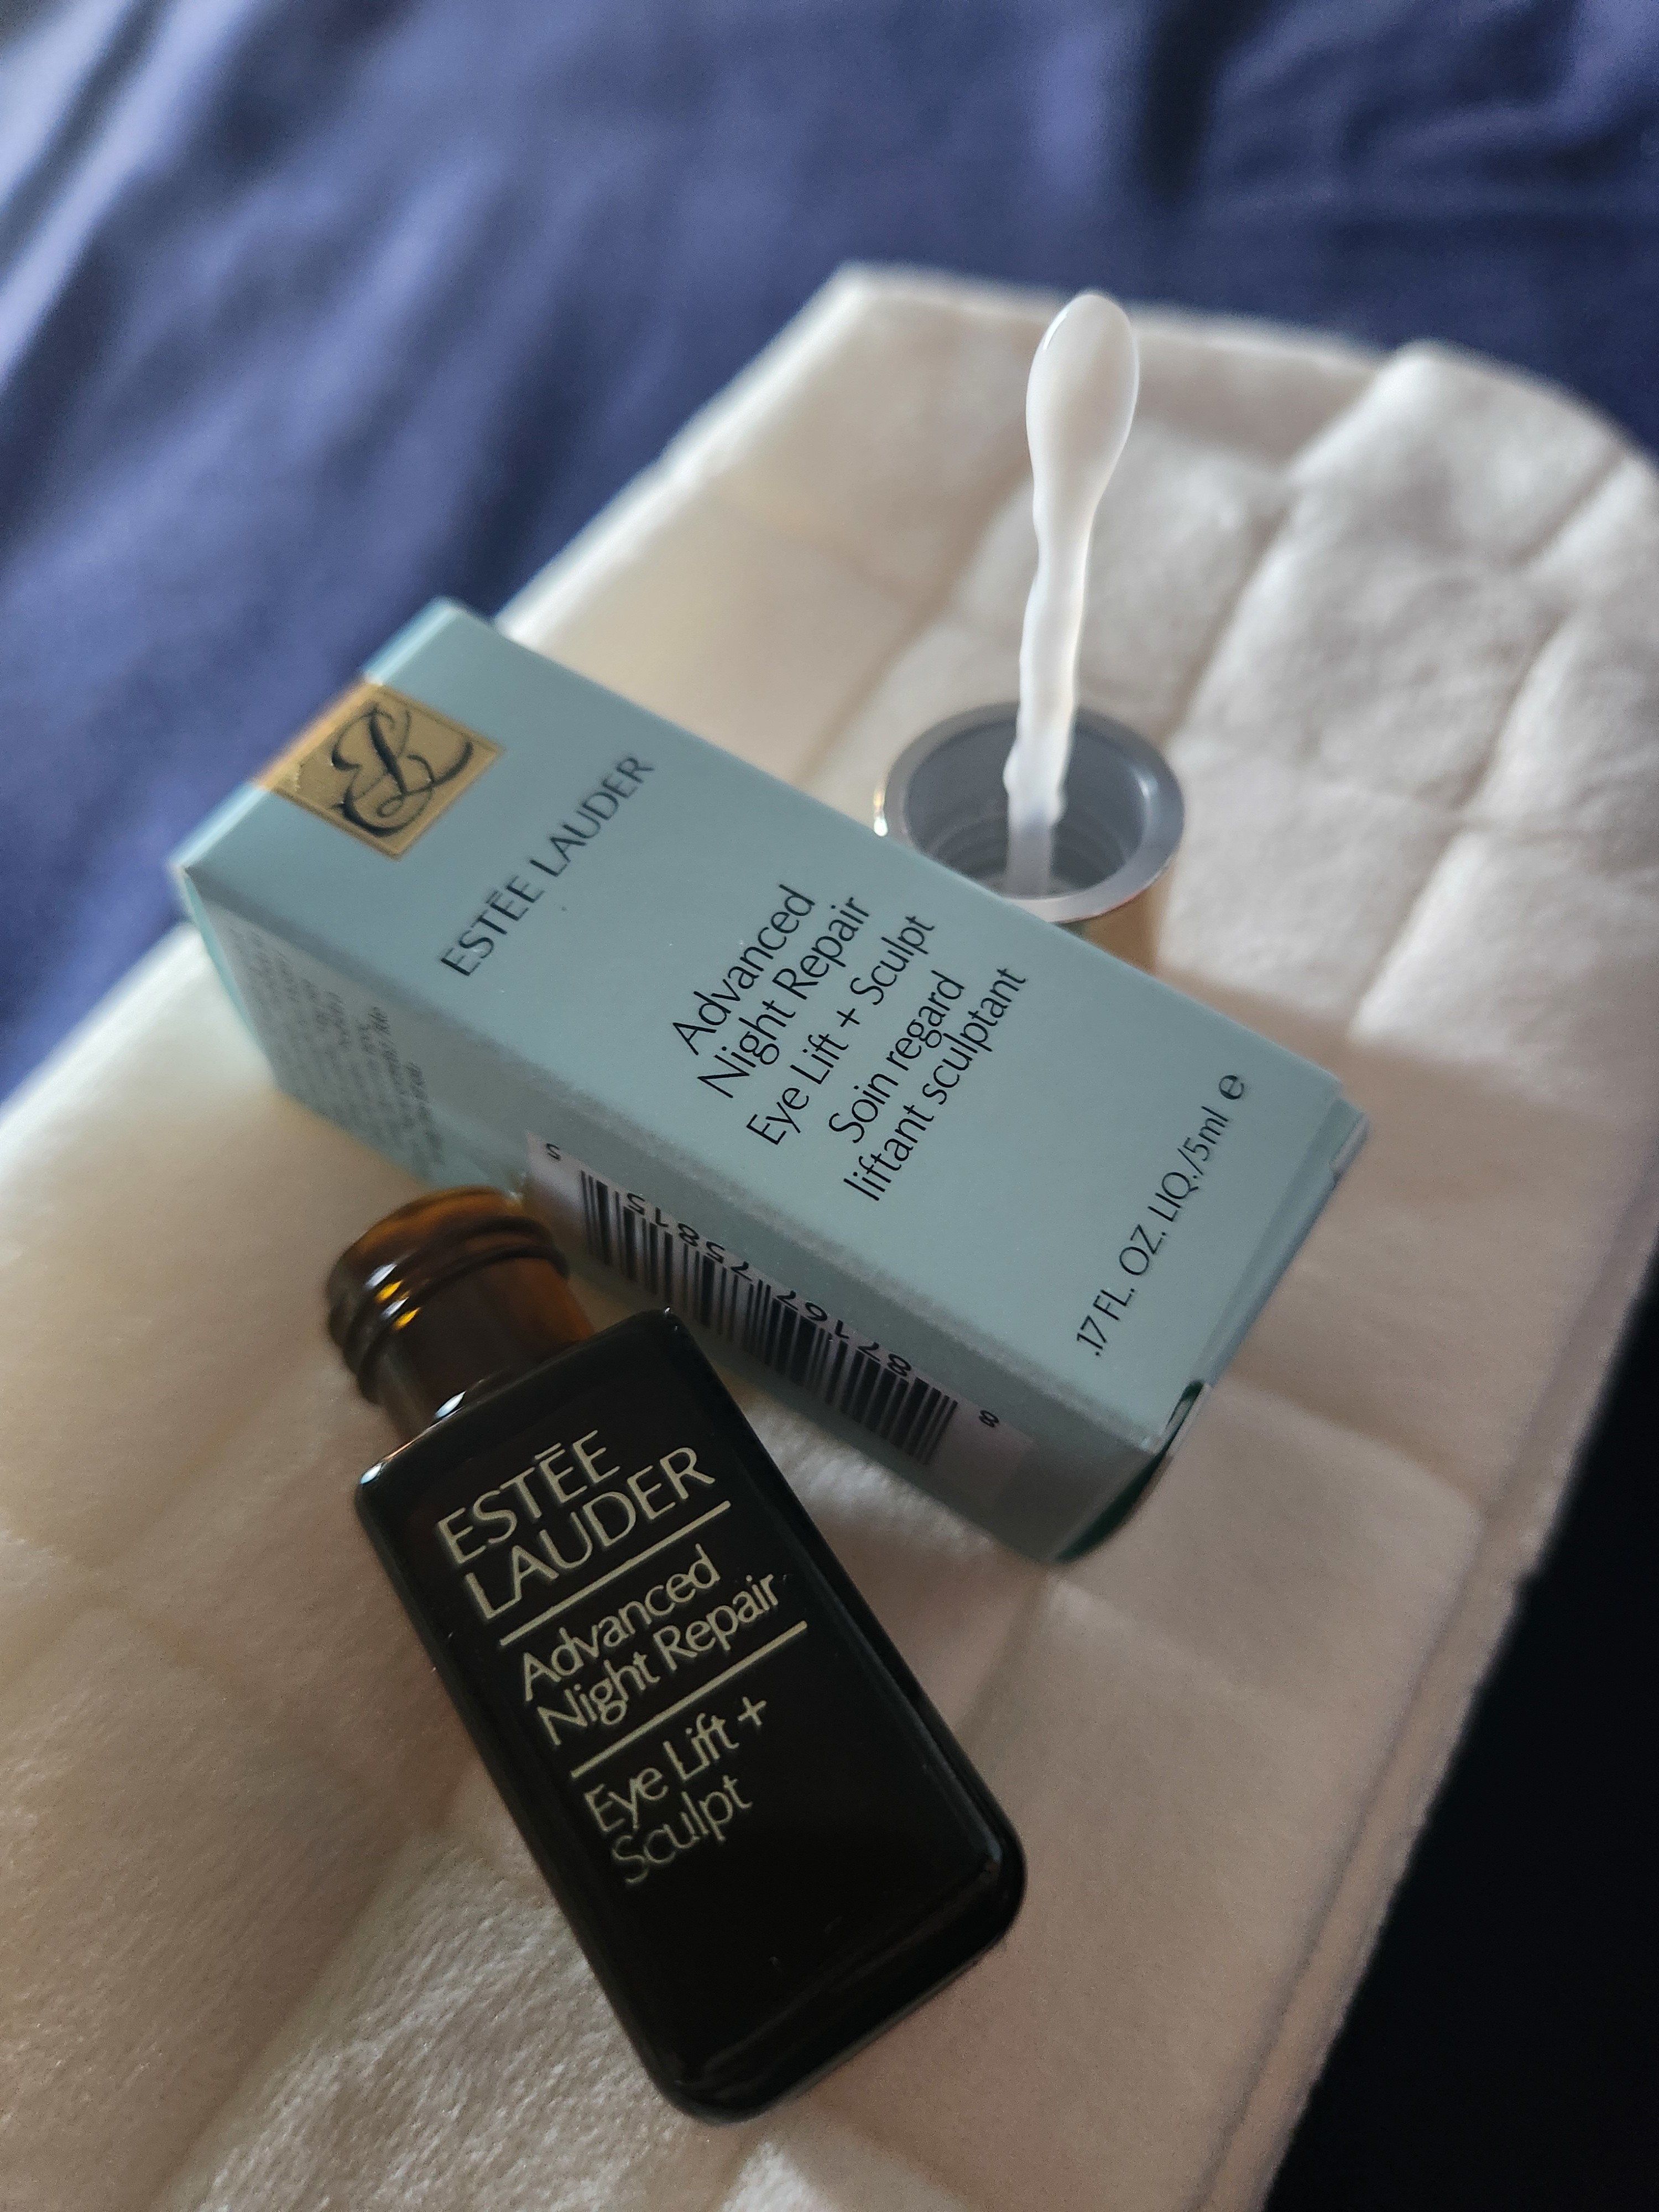 ESTĒE LAUDER
Advanced
Night Repair
Eye Lift + Sculpt
Soin regard
liftant sculptant
.17 FL. OZ. LIQ./5ml ℮
ESTĒE
LAUDER
Advanced
Night Repair
Eye Lift +
Sculpt